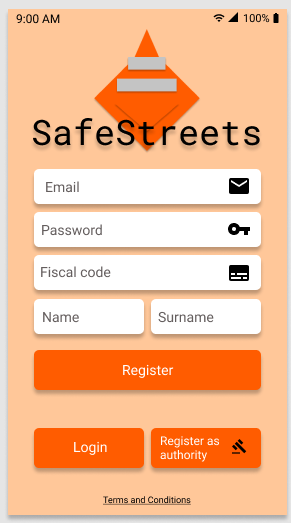 9:00 AM 100%
SafeStreets
Email
Password
Fiscal code
Name Surname
Register
Login Register as
authority
Terms and Conditions